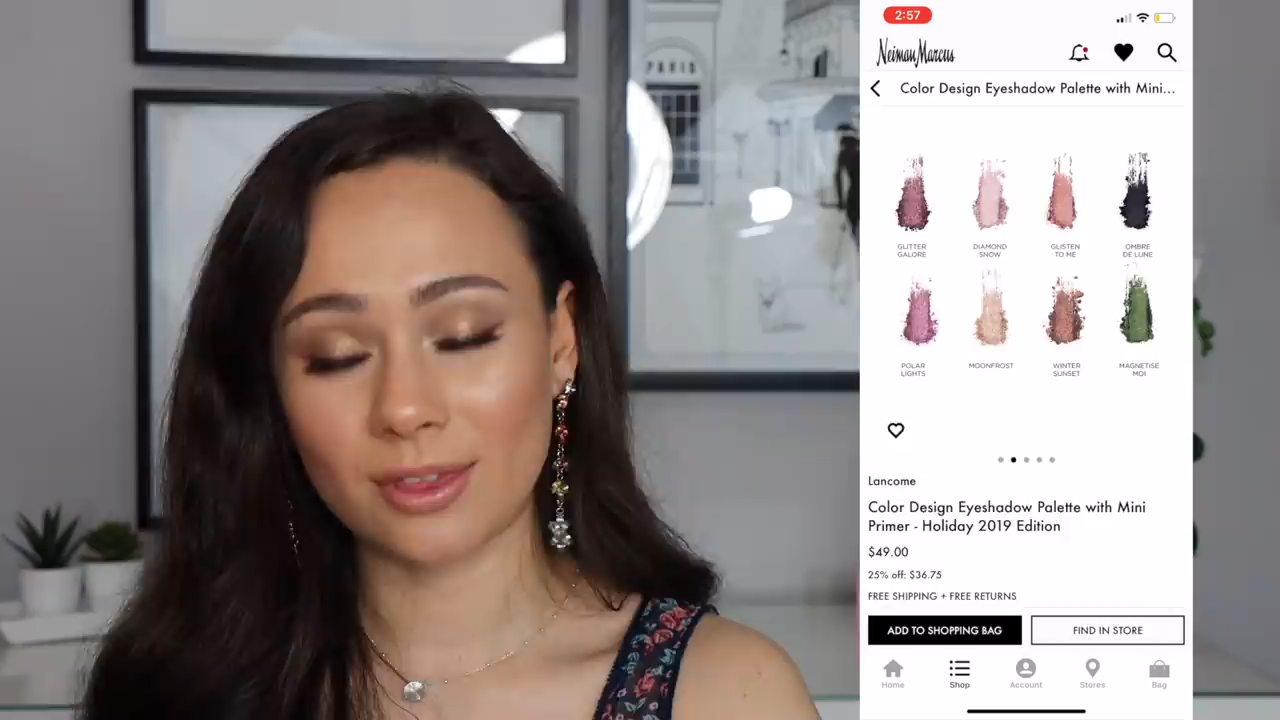 PARIS
2:57
Neiman Marcus
Color Design Eyeshadow Palette with Mini...
GLITTER GALORE
DIAMOND SNOW
GLISTEN TO ME
OMBRE DE LUNE
POLAR LIGHTS
MOONFROST
WINTER SUNSET
MAGNETISE MOI
Lancome
Color Design Eyeshadow Palette with Mini
Primer - Holiday 2019 Edition
$49.00
25% off: $36.75
FREE SHIPPING + FREE RETURNS
ADD TO SHOPPING BAG
FIND IN STORE
Home
Shop
Account
Stores
Bag